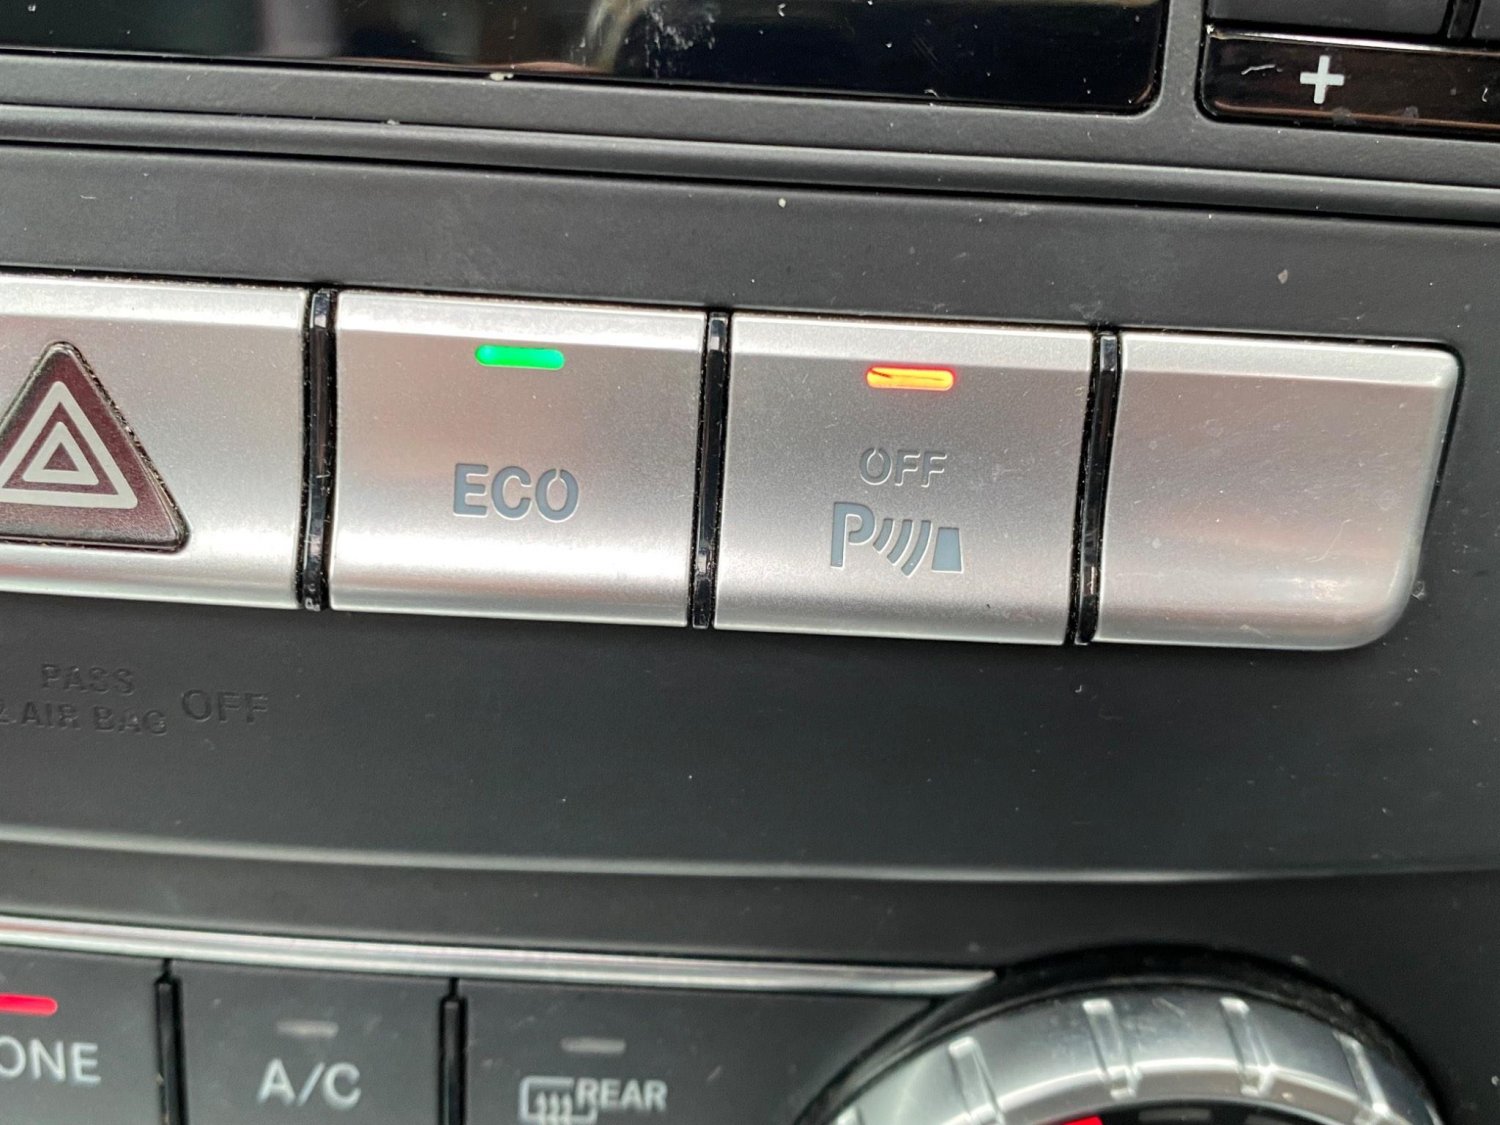 +
ECO
OFF
P
PASS
AIR BAG OFF
ONE
A/C
REAR